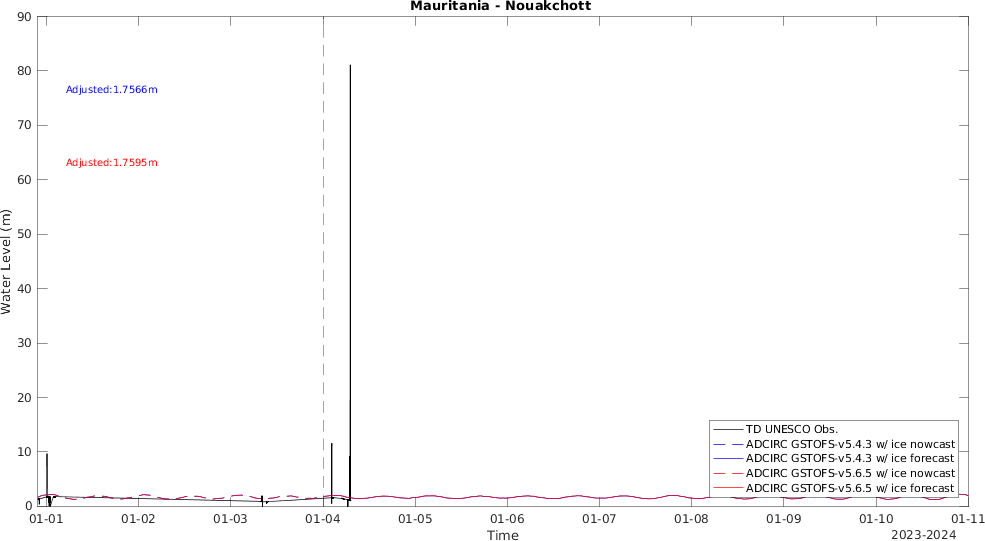 Mauritania - Nouakchott
90
80
70
60
50
40
30
20
10
0
Water Level (m)
Adjusted:1.7566m
Adjusted:1.7595m
TD UNESCO Obs.
ADCIRC GSTOFS-v5.4.3 w/ ice nowcast
ADCIRC GSTOFS-v5.4.3 w/ ice forecast
ADCIRC GSTOFS-v5.6.5 w/ ice nowcast
ADCIRC GSTOFS-v5.6.5 w/ ice forecast
01-01 01-02 01-03 01-04 01-05 01-06 01-07 01-08 01-09 01-10 01-11
Time
2023-2024